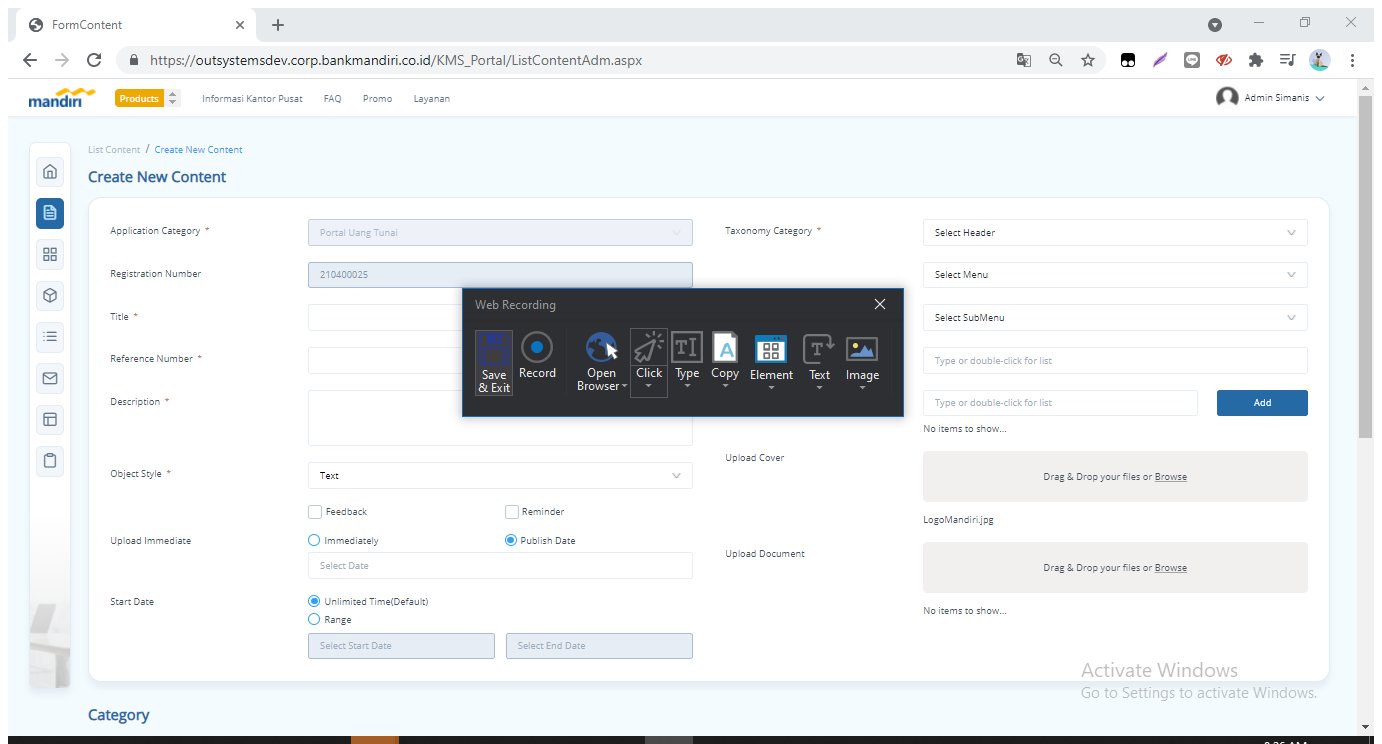 FormContent
https://outsystemsdev.corp.bankmandiri.co.id/KMS_Portal/ListContentAdm.aspx
mandiri
Products
Informasi Kantor Pusat
FAQ
Promo
Layanan
Admin Simanis
List Content / Create New Content
Create New Content
Application Category *
Portal Uang Tunai
Taxonomy Category *
Select Header
Registration Number
210400025
Select Menu
Title *
Select SubMenu
Reference Number *
Type or double-click for list
Description *
Type or double-click for list
Add
No items to show...
Web Recording
Save & Exit
Record
Open Browser
Click
Type
Copy
Element
Text
Image
Upload Cover
Drag & Drop your files or Browse
LogoMandiri.jpg
Object Style *
Text
Feedback
Reminder
Upload Immediate
Immediately
Publish Date
Select Date
Upload Document
Drag & Drop your files or Browse
No items to show...
Start Date
Unlimited Time(Default)
Range
Select Start Date
Select End Date
Activate Windows
Go to Settings to activate Windows.
Category